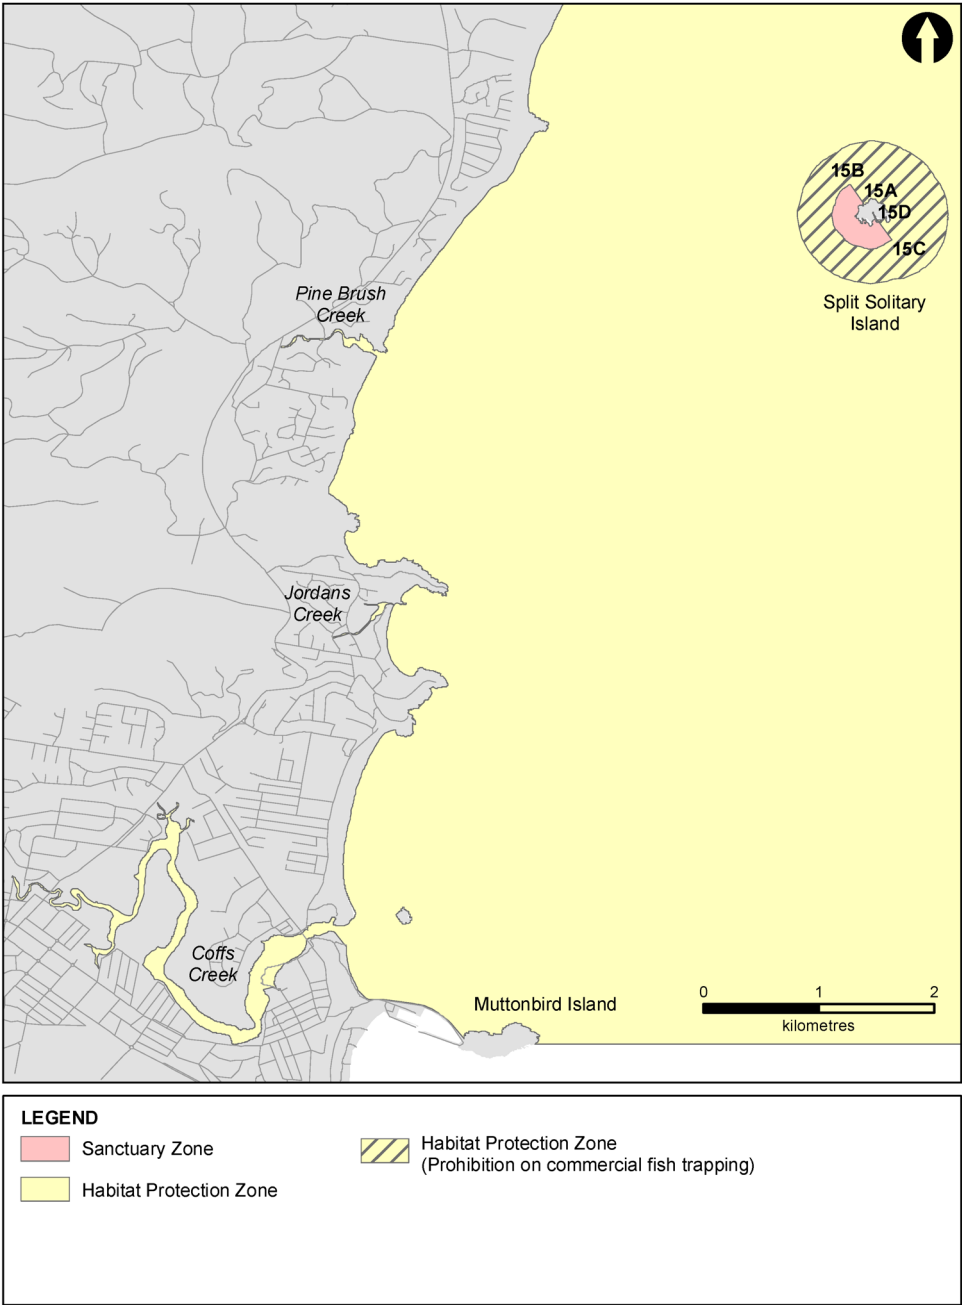 15B
15A
15D
15C
Split Solitary
Island
Pine Brush
Creek
Jordans
Creek
Coffs
Creek
Muttonbird Island
0 1 2
kilometres
LEGEND
Sanctuary Zone
Habitat Protection Zone
Habitat Protection Zone
(Prohibition on commercial fish trapping)